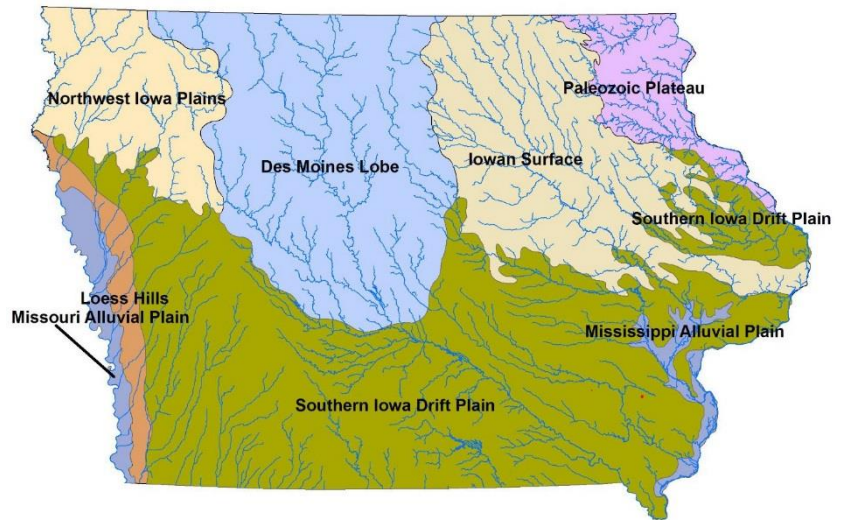 Paleozoic Plateau
Northwest Iowa Plains
Iowan Surface
Des Moines Lobe
Southern Iowa Drift Plain
Loess Hills
Missouri Alluvial Plain
Mississippi Alluvial Plain
Southern Iowa Drift Plain